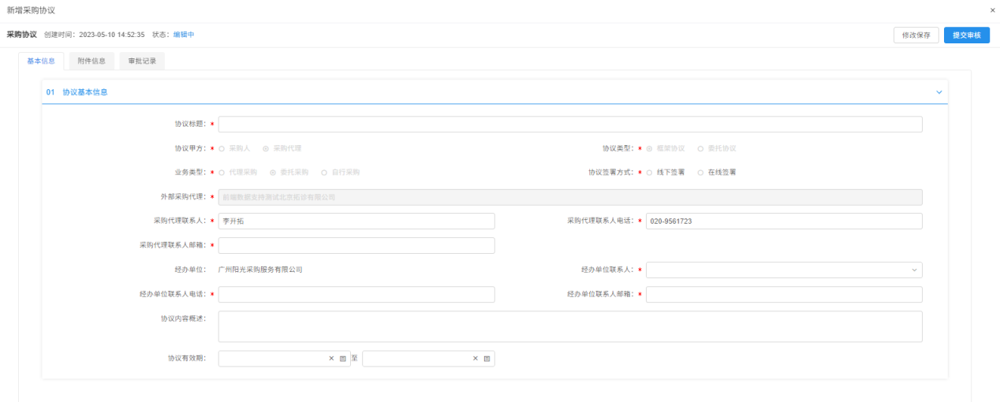 新增采购协议 ×
采购协议 创建时间: 2023-05-10 14:52:35 状态: 编辑中 修改保存 提交审核
基本信息 附件信息 审批记录
01 协议基本信息
协议标题: *
协议甲方: * 采购人 采购代理 协议类型: * 框架协议 委托协议
业务类型: * 代理采购 委托采购 自行采购 协议签署方式: * 线下签署 在线签署
外部采购代理: * 前端数据支持测试北京拓诊有限公司
采购代理联系人: * 李开拓 采购代理联系人电话: * 020-9561723
采购代理联系人邮箱: *
经办单位: 广州阳光采购服务有限公司 经办单位联系人: *
经办单位联系人电话: * 经办单位联系人邮箱: *
协议内容概述:
协议有效期: × 至 ×